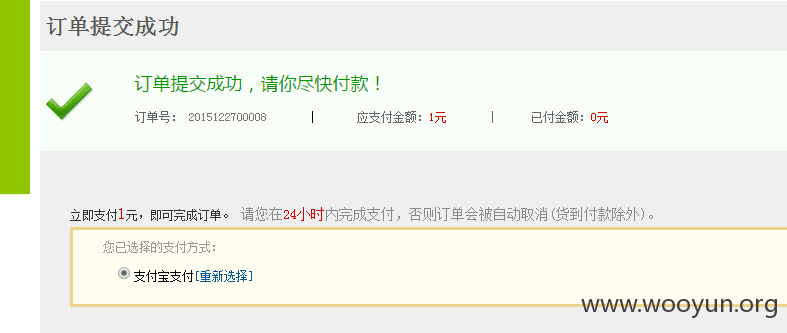 订单提交成功
订单提交成功，请你尽快付款！
订单号： 2015122700008 | 应支付金额：1元 | 已付金额：0元
立即支付1元，即可完成订单。 请您在24小时内完成支付，否则订单会被自动取消(货到付款除外)。
您已选择的支付方式：
支付宝支付[重新选择]
www.wooyun.org